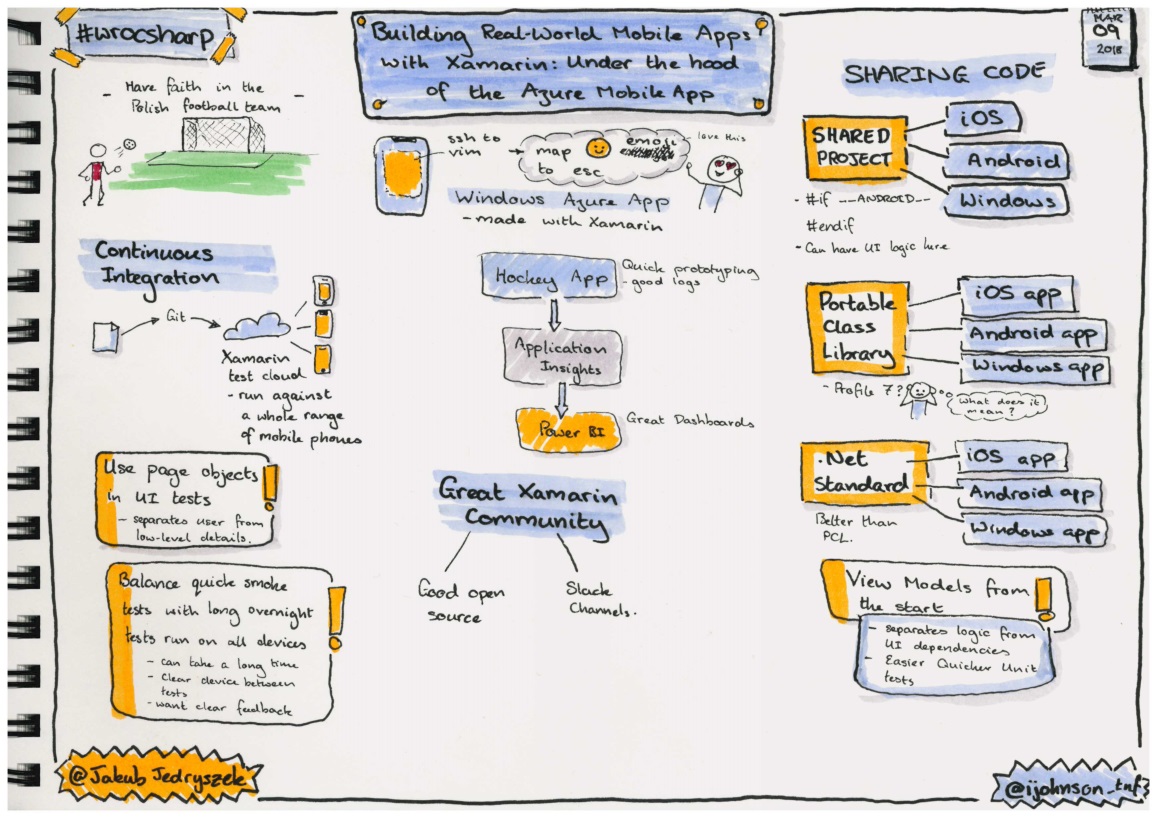 #wrocsharp
Have faith in the
Polish football team
Continuous
Integration
Git
Xamarin
test cloud
- run against
a whole range
of mobile phones
Use page objects
in UI tests
- separates user from
low-level details.
Balance quick smoke
tests with long overnight
tests run on all devices
- can take a long time
- Clear device between
tests
- want clear feedback
@Jakub Jedryszek
Building Real-World Mobile Apps
with Xamarin: Under the hood
of the Azure Mobile App
ssh to
vim
map
to esc
emoji
love this
Windows Azure App
- made with Xamarin
Hockey App
Quick prototyping
- good logs
Application
Insights
Power BI
Great Dashboards
Great Xamarin
Community
Good open
source
Slack
Channels.
MAR
09
2018
SHARING CODE
SHARED
PROJECT
iOS
Android
Windows
- #if __ANDROID__
#endif
- Can have UI logic here
Portable
Class
Library
iOS app
Android app
Windows app
- Profile 7?
What does it
mean?
.Net
Standard
iOS app
Android app
Windows app
Better than
PCL.
View Models from
the start
- separates logic from
UI dependencies
- Easier Quicker Unit
tests
@ijohnson_tnf